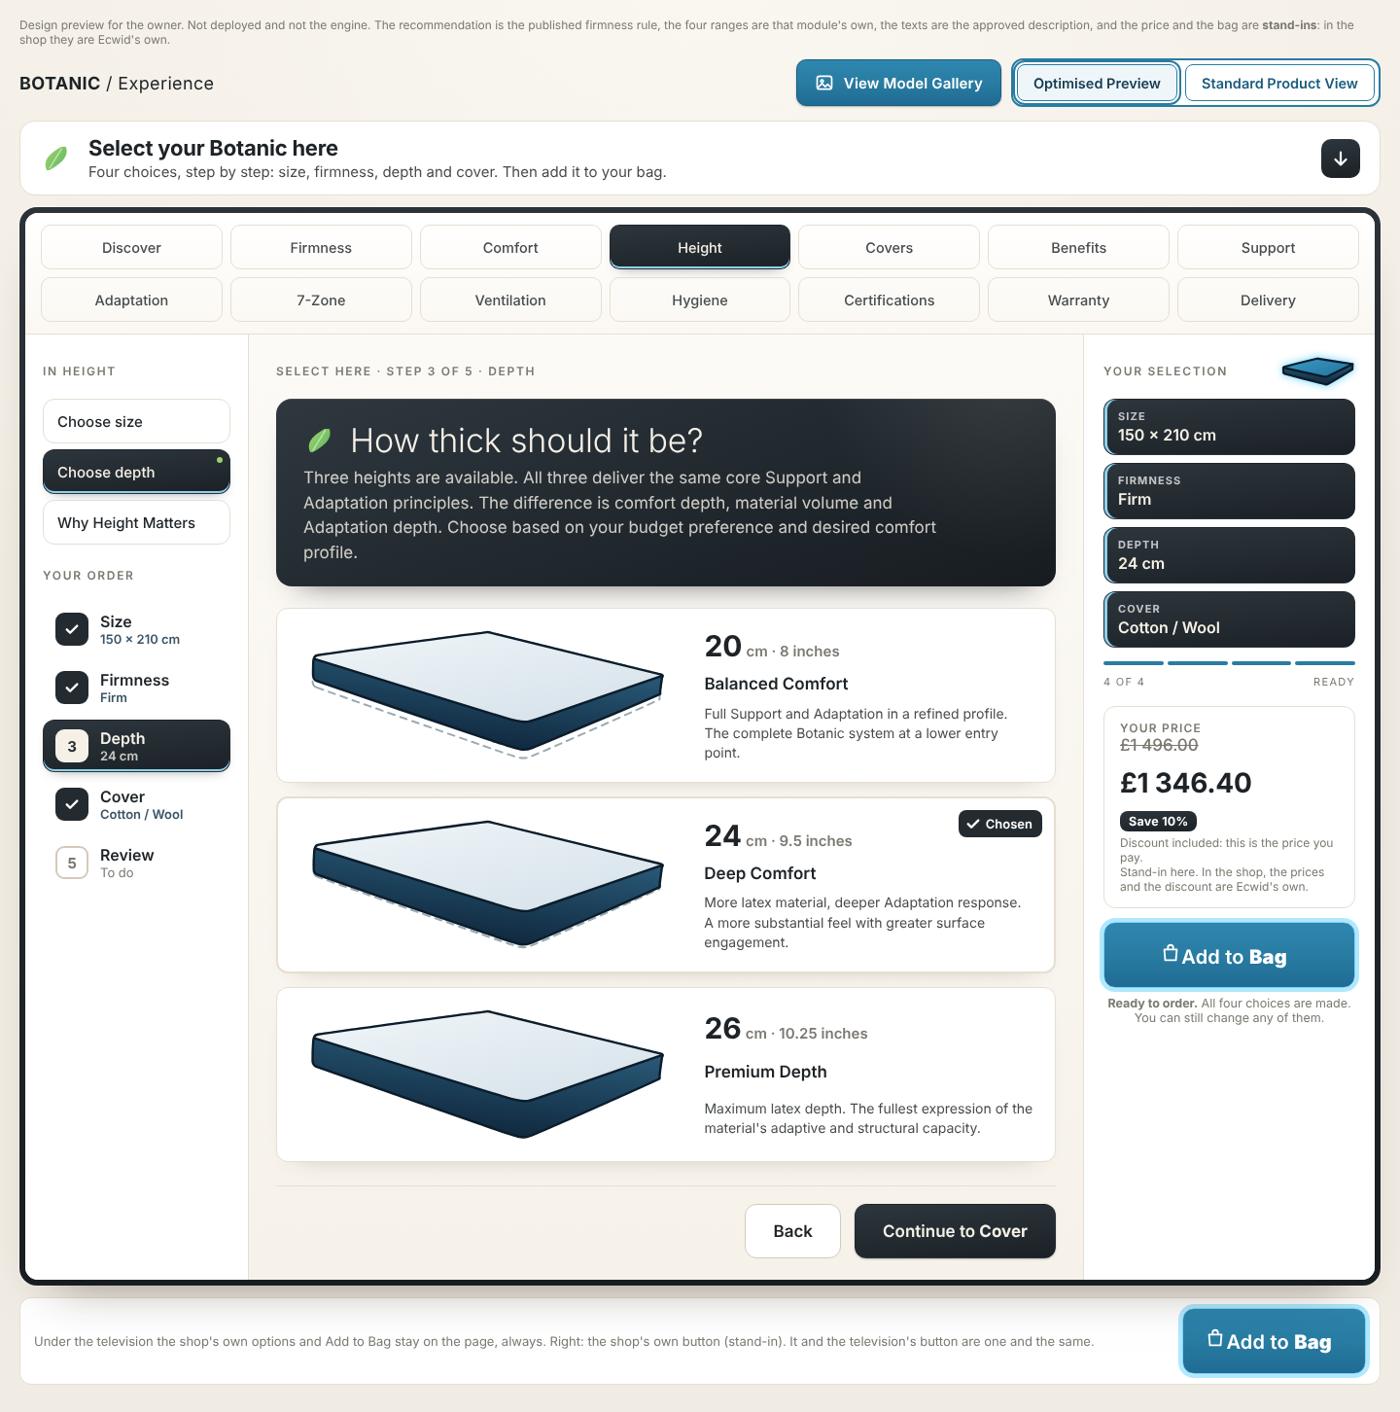 Design preview for the owner. Not deployed and not the engine. The recommendation is the published firmness rule, the four ranges are that module's own, the texts are the approved description, and the price and the bag are stand-ins: in the
shop they are Ecwid's own.
BOTANIC / Experience
View Model Gallery
Optimised Preview
Standard Product View
Select your Botanic here
Four choices, step by step: size, firmness, depth and cover. Then add it to your bag.
Discover
Firmness
Comfort
Height
Covers
Benefits
Support
Adaptation
7-Zone
Ventilation
Hygiene
Certifications
Warranty
Delivery
IN HEIGHT
Choose size
Choose depth
Why Height Matters
YOUR ORDER
Size
150 × 210 cm
Firmness
Firm
3
Depth
24 cm
Cover
Cotton / Wool
5
Review
To do
SELECT HERE · STEP 3 OF 5 · DEPTH
How thick should it be?
Three heights are available. All three deliver the same core Support and
Adaptation principles. The difference is comfort depth, material volume and
Adaptation depth. Choose based on your budget preference and desired comfort
profile.
20 cm · 8 inches
Balanced Comfort
Full Support and Adaptation in a refined profile.
The complete Botanic system at a lower entry
point.
Chosen
24 cm · 9.5 inches
Deep Comfort
More latex material, deeper Adaptation response.
A more substantial feel with greater surface
engagement.
26 cm · 10.25 inches
Premium Depth
Maximum latex depth. The fullest expression of the
material's adaptive and structural capacity.
Back
Continue to Cover
YOUR SELECTION
SIZE
150 × 210 cm
FIRMNESS
Firm
DEPTH
24 cm
COVER
Cotton / Wool
4 OF 4
READY
YOUR PRICE
£1 496.00
£1 346.40
Save 10%
Discount included: this is the price you
pay.
Stand-in here. In the shop, the prices
and the discount are Ecwid's own.
Add to Bag
Ready to order. All four choices are made.
You can still change any of them.
Under the television the shop's own options and Add to Bag stay on the page, always. Right: the shop's own button (stand-in). It and the television's button are one and the same.
Add to Bag